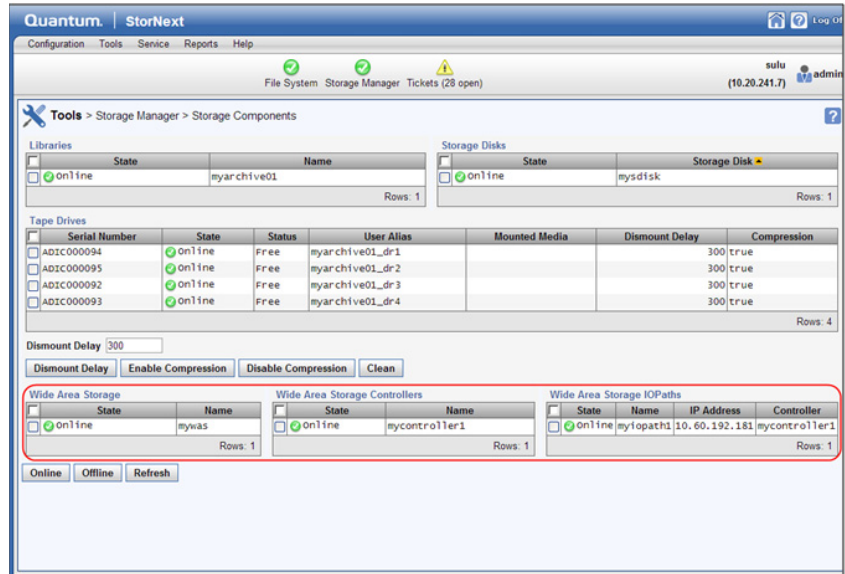 Quantum. StorNext Log Of
Configuration Tools Service Reports Help
File System Storage Manager Tickets (28 open)
sulu
(10.20.241.7)
admin
Tools > Storage Manager > Storage Components
Libraries
State Name
Online myarchive01
Rows: 1
Storage Disks
State Storage Disk
Online mysdisk
Rows: 1
Tape Drives
Serial Number State Status User Alias Mounted Media Dismount Delay Compression
ADIC000094 Online Free myarchive01_dr1 300 true
ADIC000095 Online Free myarchive01_dr2 300 true
ADIC000092 Online Free myarchive01_dr3 300 true
ADIC000093 Online Free myarchive01_dr4 300 true
Rows: 4
Dismount Delay 300
Dismount Delay Enable Compression Disable Compression Clean
Wide Area Storage
State Name
Online mywas
Rows: 1
Wide Area Storage Controllers
State Name
Online mycontroller1
Rows: 1
Wide Area Storage IOPaths
State Name IP Address Controller
Online myiopath1 10.60.192.181 mycontroller1
Rows: 1
Online Offline Refresh